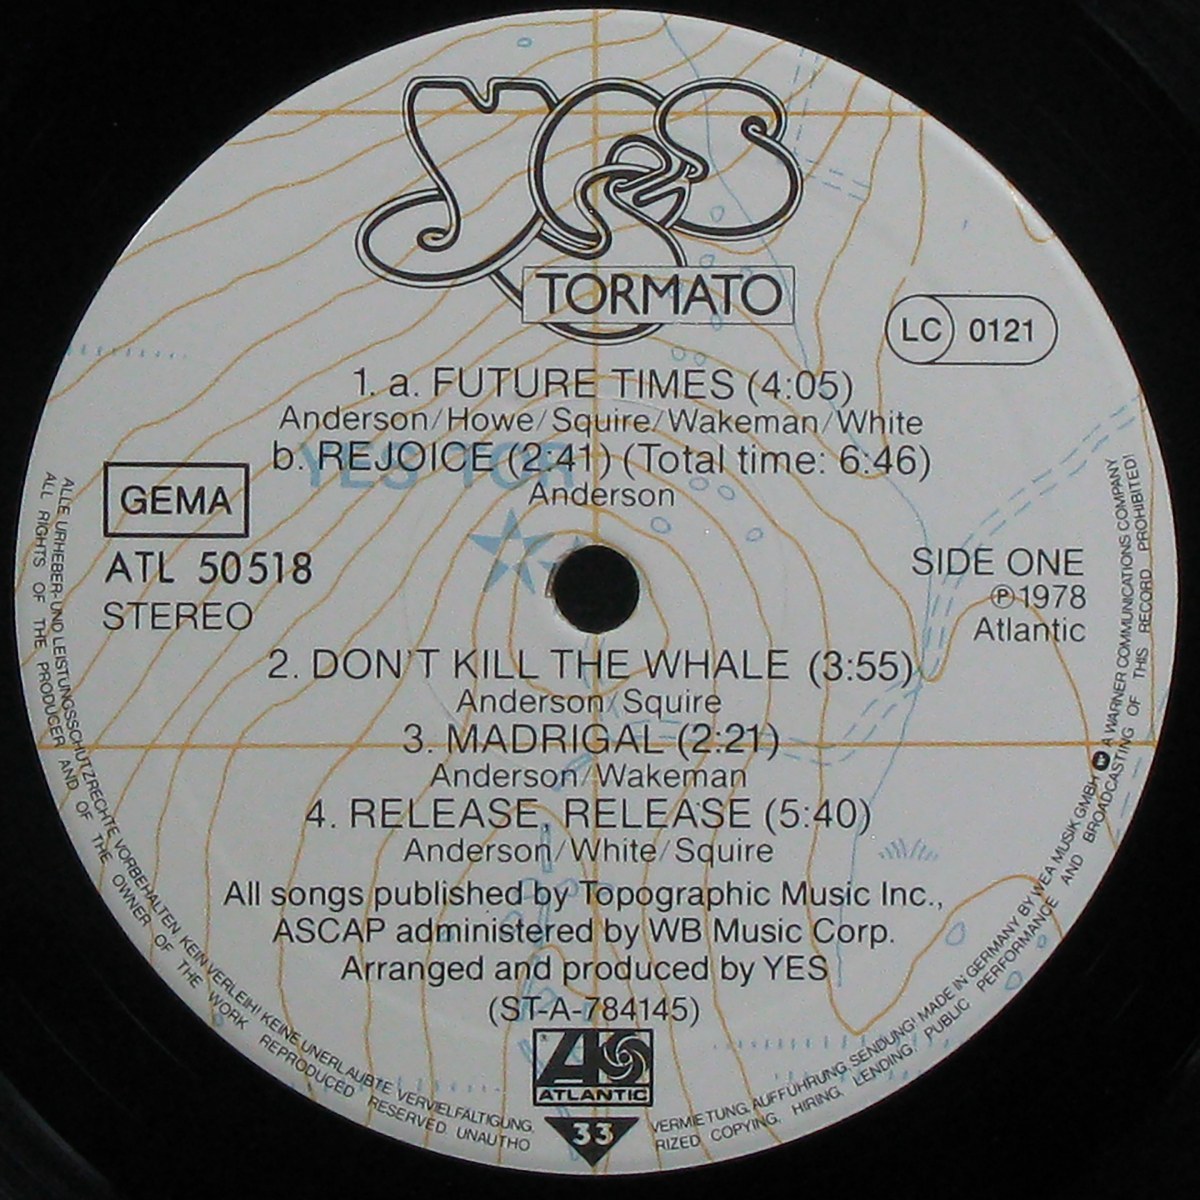 YES
TORMATO
LC 0121
1. a. FUTURE TIMES (4:05)
Anderson/Howe/Squire/Wakeman/White
b. REJOICE (2:41) (Total time: 6:46)
Anderson
YES TOR
GEMA
ATL 50 518
STEREO
SIDE ONE
℗1978
Atlantic
2. DON'T KILL THE WHALE (3:55)
Anderson/Squire
3. MADRIGAL (2:21)
Anderson/Wakeman
4. RELEASE, RELEASE (5:40)
Anderson/White/Squire
All songs published by Topographic Music Inc.,
ASCAP administered by WB Music Corp.
Arranged and produced by YES
(ST-A-784145)
ATLANTIC
33
ALLE URHEBER- UND LEISTUNGSSCHUTZRECHTE VORBEHALTEN KEIN VERLEIH! KEINE UNERLAUBTE VERVIELFÄLTIGUNG, VERMIETUNG, AUFFÜHRUNG, SENDUNG! MADE IN GERMANY BY WEA MUSIK GMBH A WARNER COMMUNICATIONS COMPANY
ALL RIGHTS OF THE PRODUCER AND OF THE OWNER OF THE WORK REPRODUCED RESERVED UNAUTHORIZED COPYING, HIRING, LENDING, PUBLIC PERFORMANCE AND BROADCASTING OF THIS RECORD PROHIBITED!